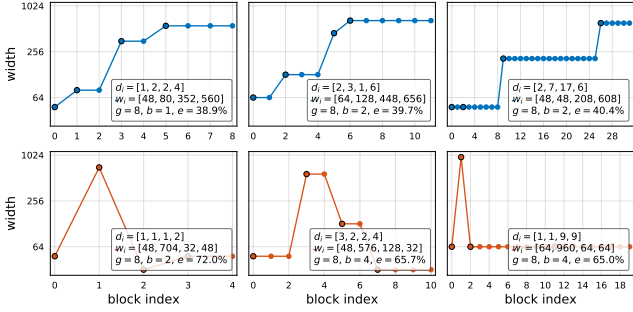 1024
256
64
width
d_i = [1, 2, 2, 4]
w_i = [48, 80, 352, 560]
g = 8, b = 1, e = 38.9%
0 1 2 3 4 5 6 7 8
d_i = [2, 3, 1, 6]
w_i = [64, 128, 448, 656]
g = 8, b = 2, e = 39.7%
0 2 4 6 8 10
d_i = [2, 7, 17, 6]
w_i = [48, 48, 208, 608]
g = 8, b = 2, e = 40.4%
0 4 8 12 16 20 24 28
1024
256
64
width
d_i = [1, 1, 1, 2]
w_i = [48, 704, 32, 48]
g = 8, b = 2, e = 72.0%
0 1 2 3 4
block index
d_i = [3, 2, 2, 4]
w_i = [48, 576, 128, 32]
g = 8, b = 4, e = 65.7%
0 2 4 6 8 10
block index
d_i = [1, 1, 9, 9]
w_i = [64, 960, 64, 64]
g = 8, b = 4, e = 65.0%
0 2 4 6 8 10 12 14 16 18
block index